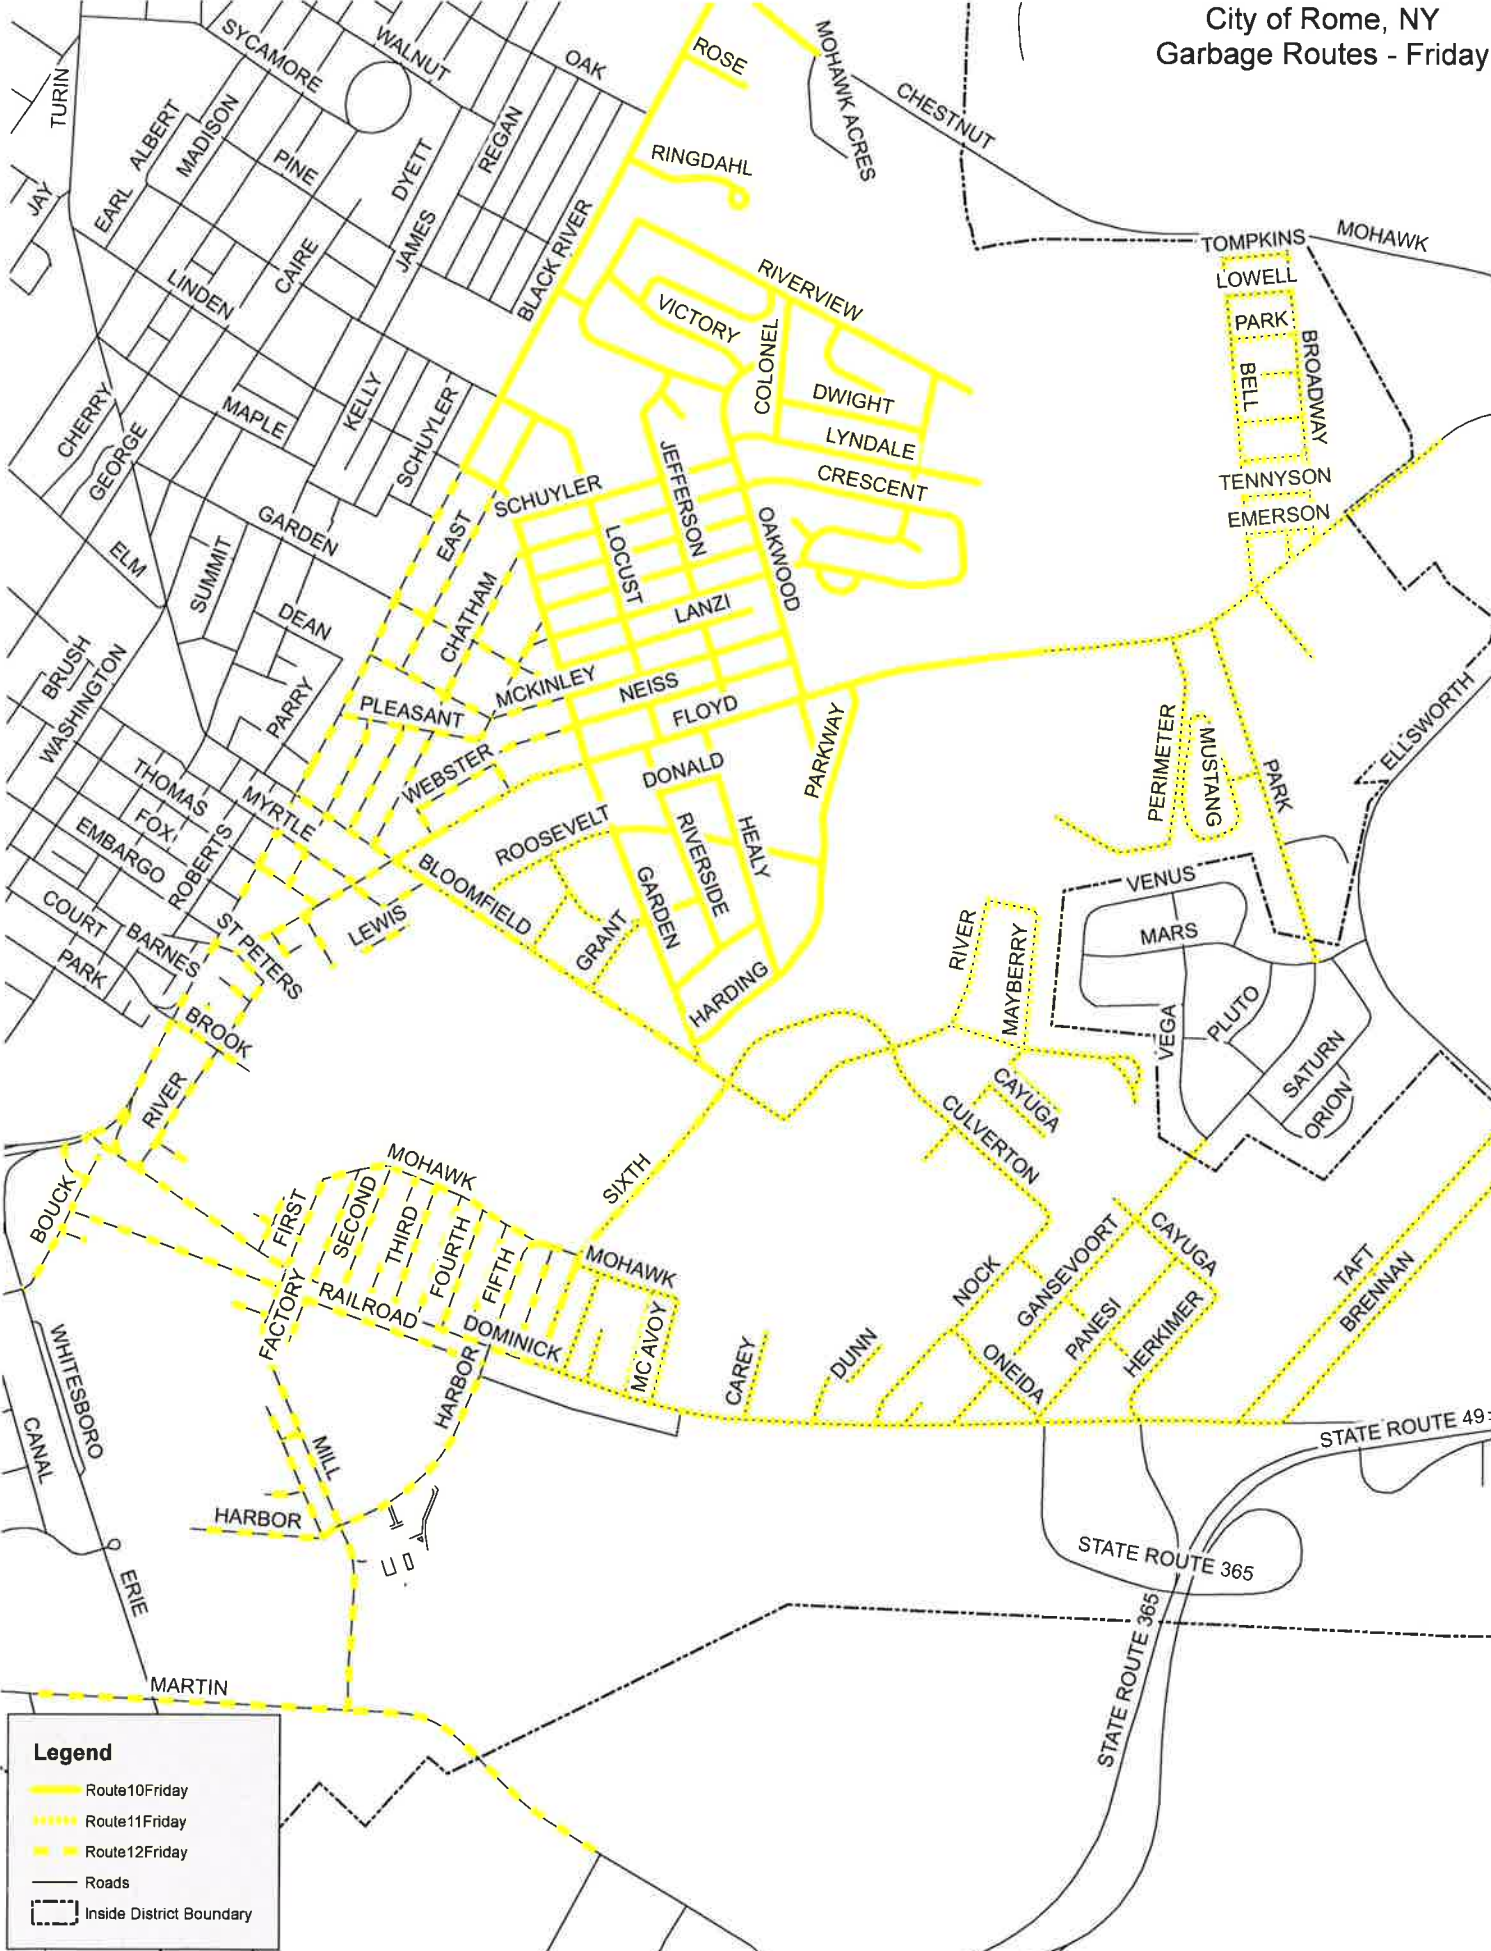 City of Rome, NY
Garbage Routes - Friday
SYCAMORE
WALNUT
OAK
ROSE
MOHAWK ACRES
CHESTNUT
TURIN
ALBERT
MADISON
REGAN
PINE
DYETT
RINGDAHL
JAY
EARL
JAMES
BLACK RIVER
TOMPKINS
MOHAWK
LINDEN
CAIRE
RIVERVIEW
LOWELL
VICTORY
COLONEL
PARK
BROADWAY
BELL
CHERRY
MAPLE
KELLY
SCHUYLER
DWIGHT
LYNDALE
GEORGE
JEFFERSON
CRESCENT
TENNYSON
SCHUYLER
EMERSON
GARDEN
EAST
LOCUST
OAKWOOD
ELM
SUMMIT
CHATHAM
LANZI
DEAN
BRUSH
WASHINGTON
PARRY
MCKINLEY
NEISS
PLEASANT
FLOYD
ELLSWORTH
PERIMETER
MUSTANG
PARKWAY
WEBSTER
DONALD
PARK
THOMAS
MYRTLE
FOX
EMBARGO
ROBERTS
ROOSEVELT
RIVERSIDE
HEALY
BLOOMFIELD
GARDEN
VENUS
COURT
BARNES
ST PETERS
LEWIS
GRANT
RIVER
MAYBERRY
MARS
PARK
HARDING
BROOK
VEGA
PLUTO
SATURN
ORION
RIVER
CAYUGA
CULVERTON
MOHAWK
SIXTH
BOUCK
FIRST
SECOND
THIRD
FOURTH
FIFTH
MOHAWK
NOCK
GANSEVOORT
CAYUGA
TAFT
BRENNAN
FACTORY
RAILROAD
DOMINICK
MC AVOY
PANESI
HERKIMER
WHITESBORO
HARBOR
CAREY
DUNN
ONEIDA
CANAL
MILL
STATE ROUTE 49
HARBOR
STATE ROUTE 365
ERIE
STATE ROUTE 365
MARTIN
Legend
Route10Friday
Route11Friday
Route12Friday
Roads
Inside District Boundary